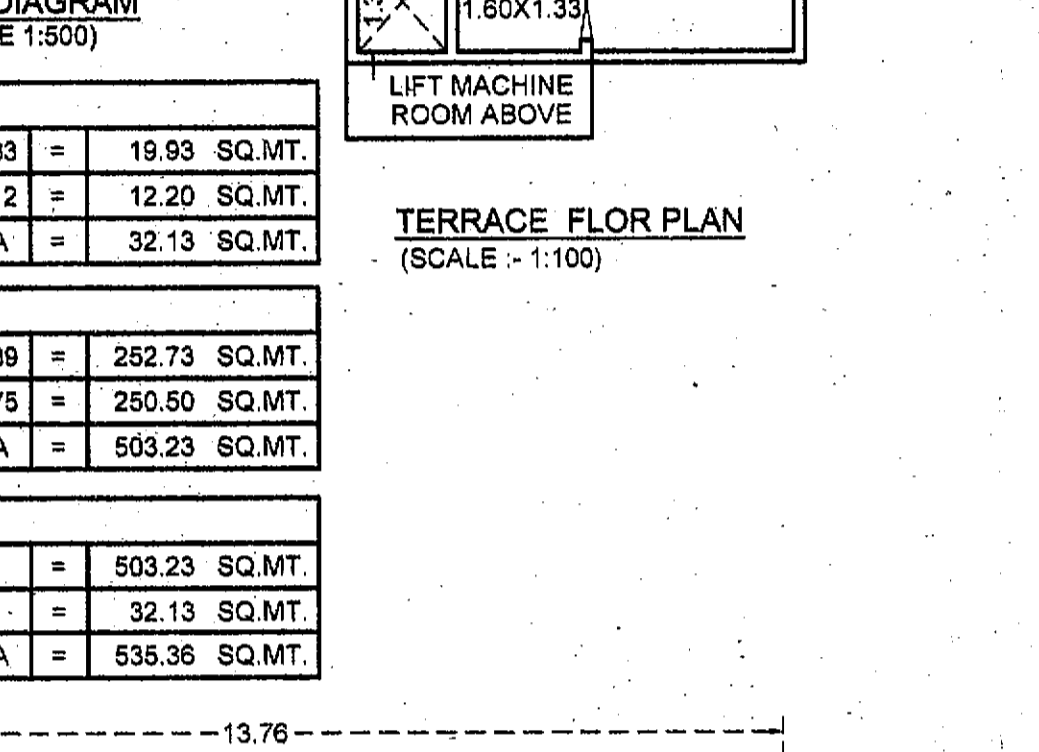 DIAGRAM
E 1:500)
1.60X1.33
LIFT MACHINE
ROOM ABOVE
33 = 19.93 SQ.MT.
2 = 12.20 SQ.MT.
A = 32.13 SQ.MT.
TERRACE FLOR PLAN
(SCALE :- 1:100)
39 = 252.73 SQ.MT.
75 = 250.50 SQ.MT.
A = 503.23 SQ.MT.
= 503.23 SQ.MT.
= 32.13 SQ.MT.
A = 535.36 SQ.MT.
13.76